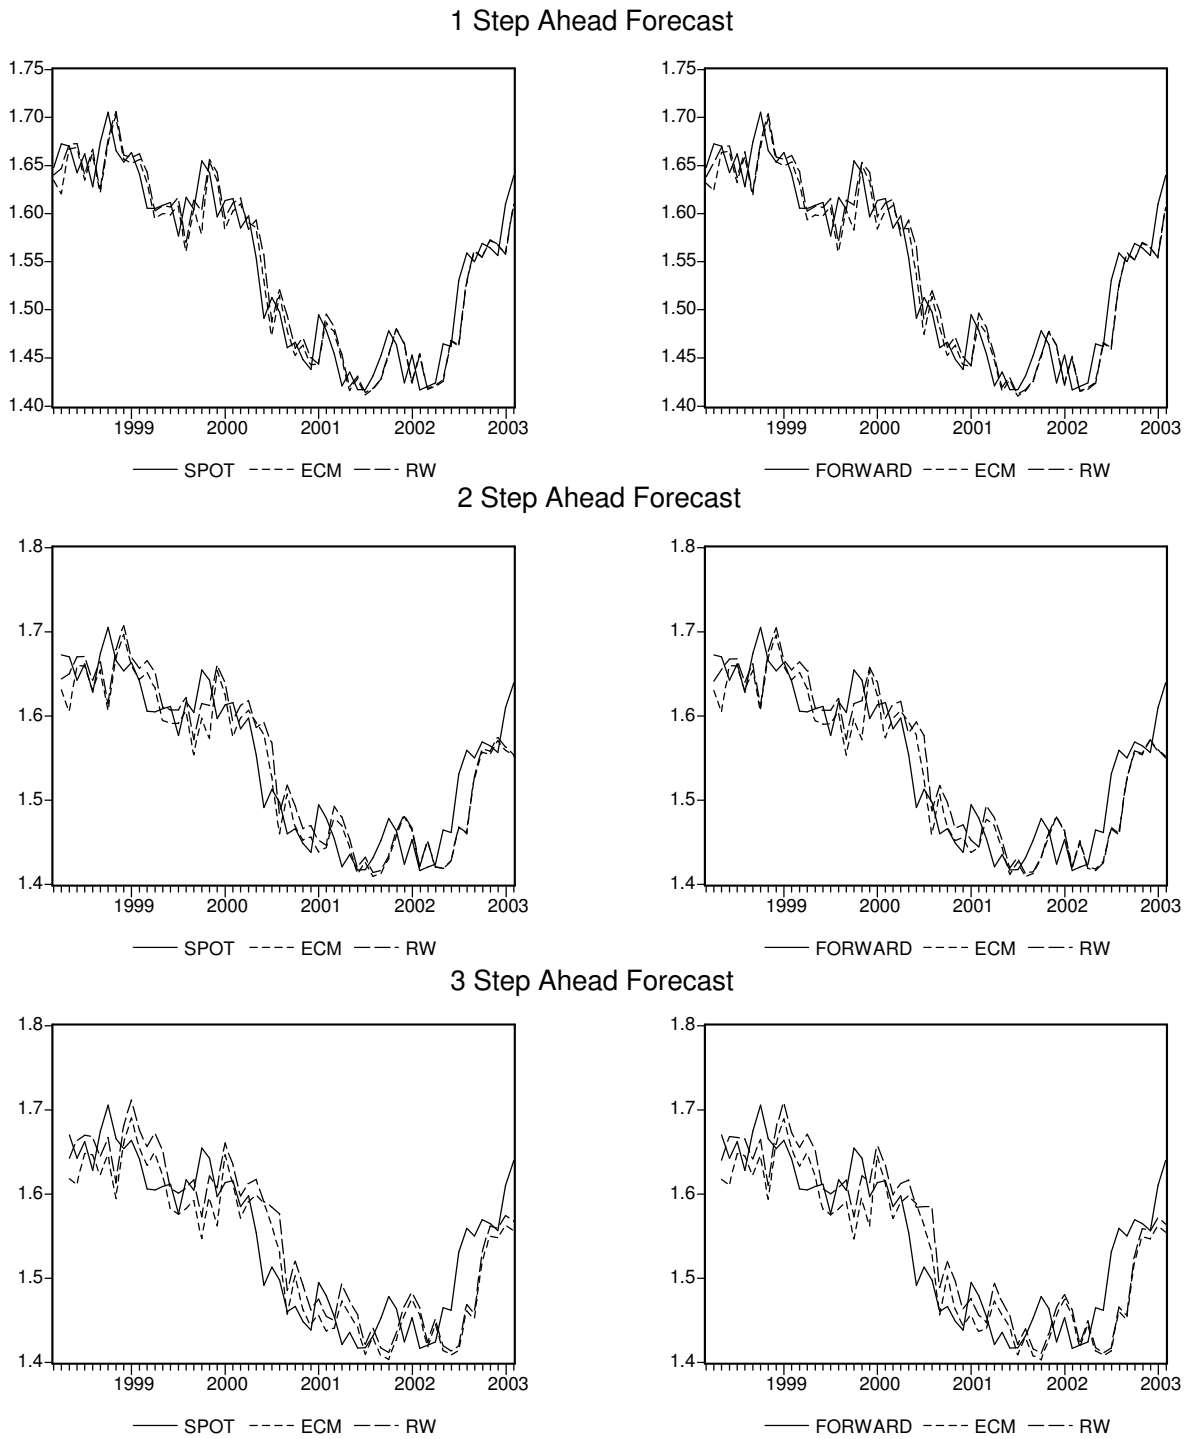 1 Step Ahead Forecast
1.75 1.75
1.70 1.70
1.65 1.65
1.60 1.60
1.55 1.55
1.50 1.50
1.45 1.45
1.40 1.40
1999 2000 2001 2002 2003 1999 2000 2001 2002 2003
SPOT ECM RW FORWARD ECM RW
2 Step Ahead Forecast
1.8 1.8
1.7 1.7
1.6 1.6
1.5 1.5
1.4 1.4
1999 2000 2001 2002 2003 1999 2000 2001 2002 2003
SPOT ECM RW FORWARD ECM RW
3 Step Ahead Forecast
1.8 1.8
1.7 1.7
1.6 1.6
1.5 1.5
1.4 1.4
1999 2000 2001 2002 2003 1999 2000 2001 2002 2003
SPOT ECM RW FORWARD ECM RW